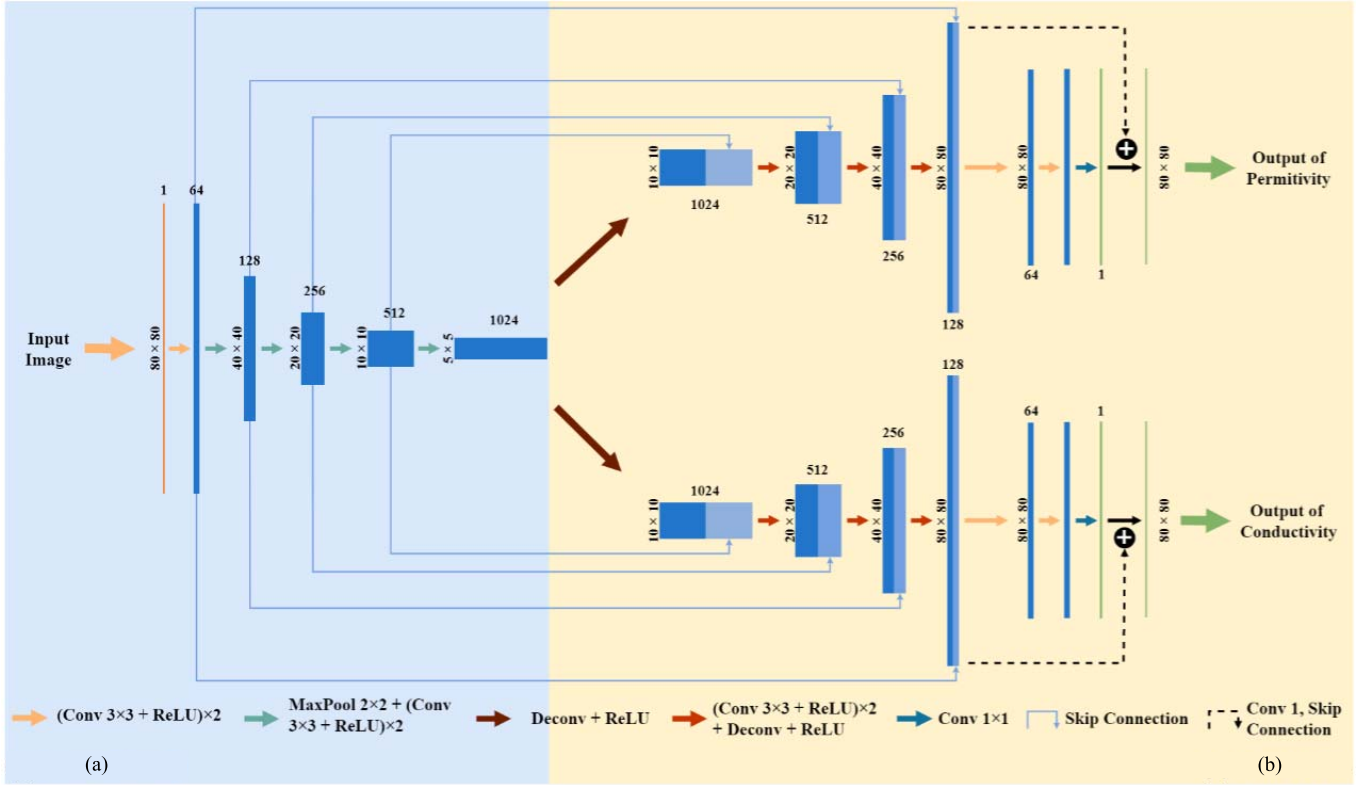 Input
Image
80×80
1
64
40×40
128
20×20
256
10×10
512
5×5
1024
10×10
1024
20×20
512
40×40
256
80×80
128
80×80
64
1
80×80
Output of
Permitivity
10×10
1024
20×20
512
40×40
256
80×80
128
80×80
64
1
80×80
Output of
Conductivity
(Conv 3×3 + ReLU)×2
MaxPool 2×2 + (Conv
3×3 + ReLU)×2
Deconv + ReLU
(Conv 3×3 + ReLU)×2
+ Deconv + ReLU
Conv 1×1
Skip Connection
Conv 1, Skip
Connection
(a)
(b)